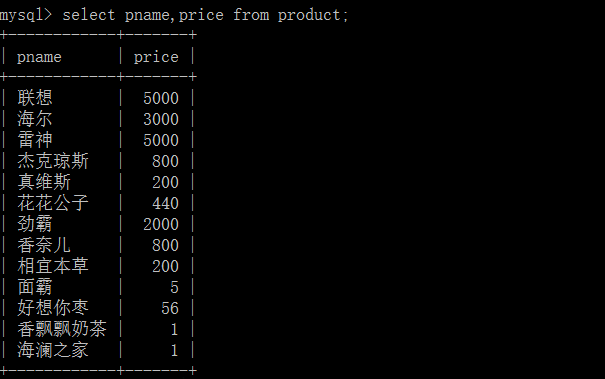 mysql> select pname,price from product;
+------------+-------+
| pname      | price |
+------------+-------+
| 联想       |  5000 |
| 海尔       |  3000 |
| 雷神       |  5000 |
| 杰克琼斯   |   800 |
| 真维斯     |   200 |
| 花花公子   |   440 |
| 劲霸       |  2000 |
| 香奈儿     |   800 |
| 相宜本草   |   200 |
| 面霸       |     5 |
| 好想你枣   |    56 |
| 香飘飘奶茶 |     1 |
| 海澜之家   |     1 |
+------------+-------+